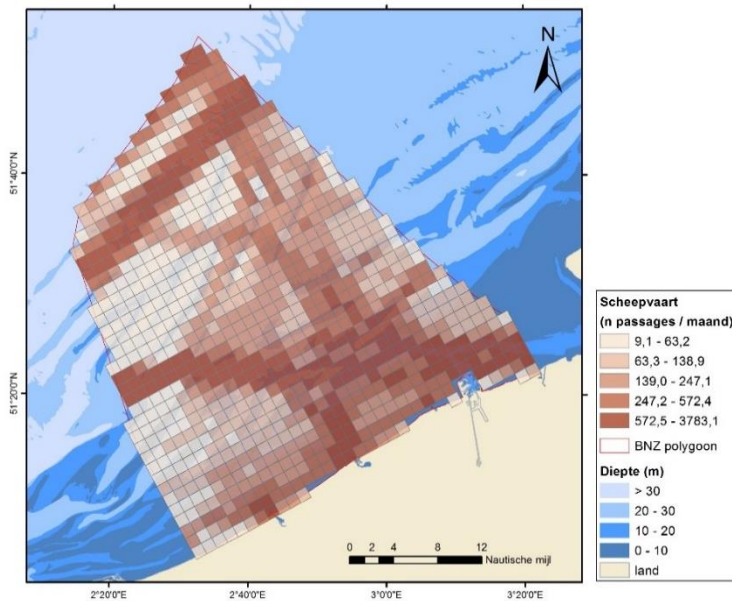 N
51°40'0"N
51°20'0"N
0 2 4 8 12
Nautische mijl
2°20'0"E 2°40'0"E 3°0'0"E 3°20'0"E
Scheepvaart
(n passages / maand)
9,1 - 63,2
63,3 - 138,9
139,0 - 247,1
247,2 - 572,4
572,5 - 3783,1
BNZ polygoon
Diepte (m)
> 30
20 - 30
10 - 20
0 - 10
land